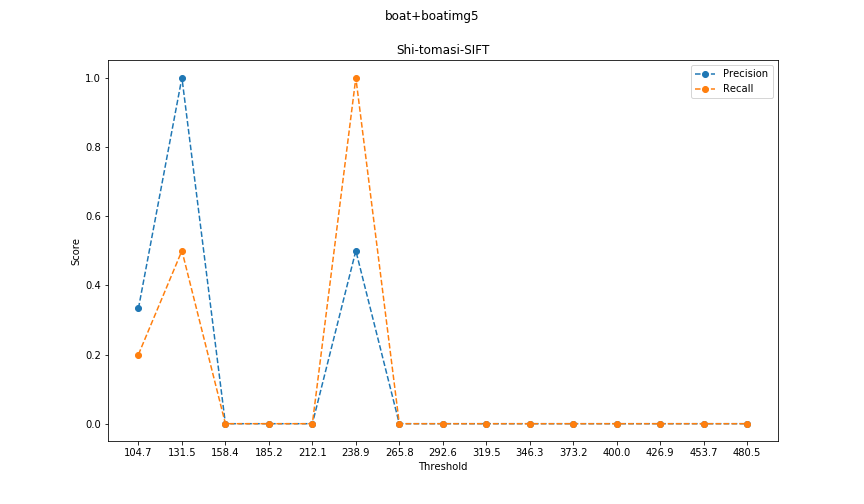 boat+boatimg5
Shi-tomasi-SIFT
Precision
Recall
Score
1.0
0.8
0.6
0.4
0.2
0.0
104.7 131.5 158.4 185.2 212.1 238.9 265.8 292.6 319.5 346.3 373.2 400.0 426.9 453.7 480.5
Threshold